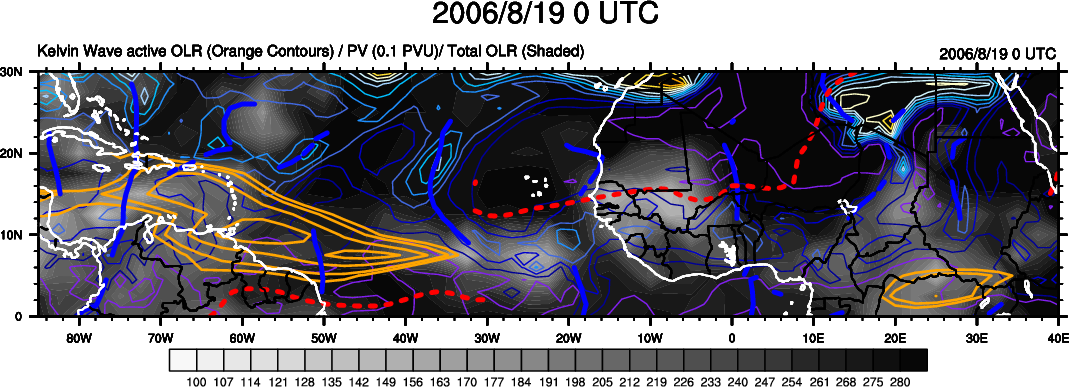 2006/8/19 0 UTC
Kelvin Wave active OLR (Orange Contours) / PV (0.1 PVU)/ Total OLR (Shaded)
2006/8/19 0 UTC
30N
20N
10N
0
80W 70W 60W 50W 40W 30W 20W 10W 0 10E 20E 30E 40E
100 107 114 121 128 135 142 149 156 163 170 177 184 191 198 205 212 219 226 233 240 247 254 261 268 275 280